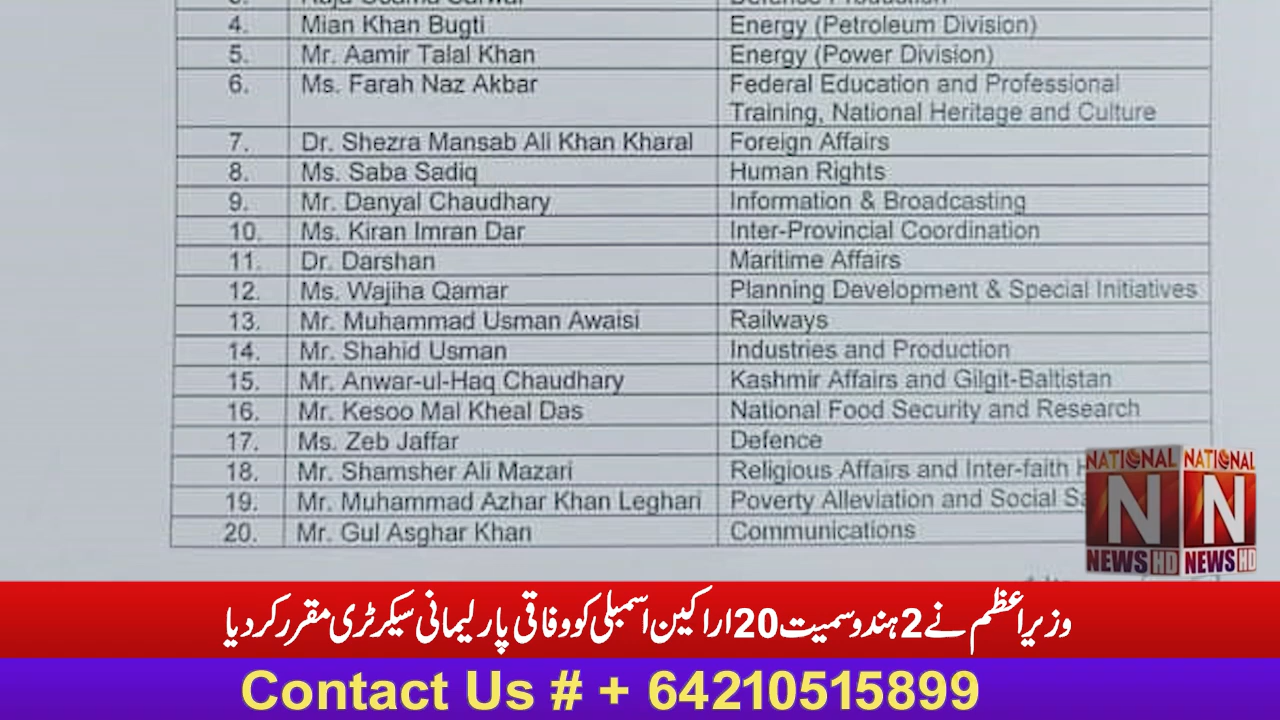 4. Mian Khan Bugti Energy (Petroleum Division)
5. Mr. Aamir Talal Khan Energy (Power Division)
6. Ms. Farah Naz Akbar Federal Education and Professional
Training, National Heritage and Culture
7. Dr. Shezra Mansab Ali Khan Kharal Foreign Affairs
8. Ms. Saba Sadiq Human Rights
9. Mr. Danyal Chaudhary Information & Broadcasting
10. Ms. Kiran Imran Dar Inter-Provincial Coordination
11. Dr. Darshan Maritime Affairs
12. Ms. Wajiha Qamar Planning Development & Special Initiatives
13. Mr. Muhammad Usman Awaisi Railways
14. Mr. Shahid Usman Industries and Production
15. Mr. Anwar-ul-Haq Chaudhary Kashmir Affairs and Gilgit-Baltistan
16. Mr. Kesoo Mal Kheal Das National Food Security and Research
17. Ms. Zeb Jaffar Defence
18. Mr. Shamsher Ali Mazari Religious Affairs and Inter-faith
19. Mr. Muhammad Azhar Khan Leghari Poverty Alleviation and Social
20. Mr. Gul Asghar Khan Communications
NATIONAL NATIONAL
N N
NEWS HD NEWS HD
وزیراعظم نے 2 ہندو سمیت 20 اراکین اسمبلی کو وفاقی پارلیمانی سیکرٹری مقرر کردیا
Contact Us # + 64210515899